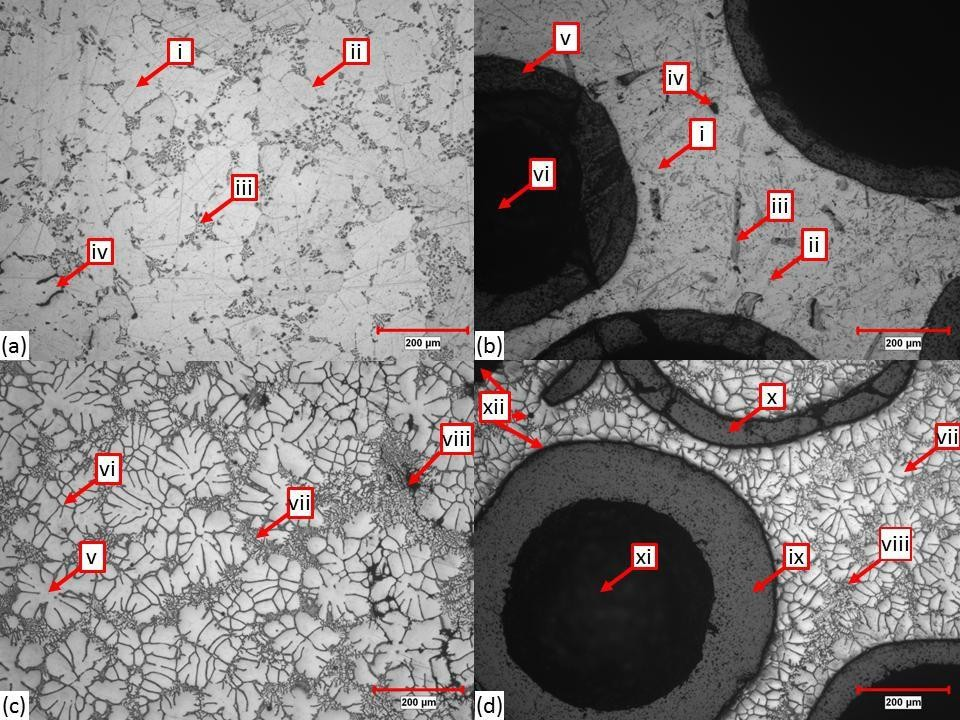 i
ii
iii
iv
200 µm
(a)
v
iv
i
vi
iii
ii
200 µm
(b)
viii
vi
vii
v
200 µm
(c)
x
xii
vii
viii
xi
ix
200 µm
(d)